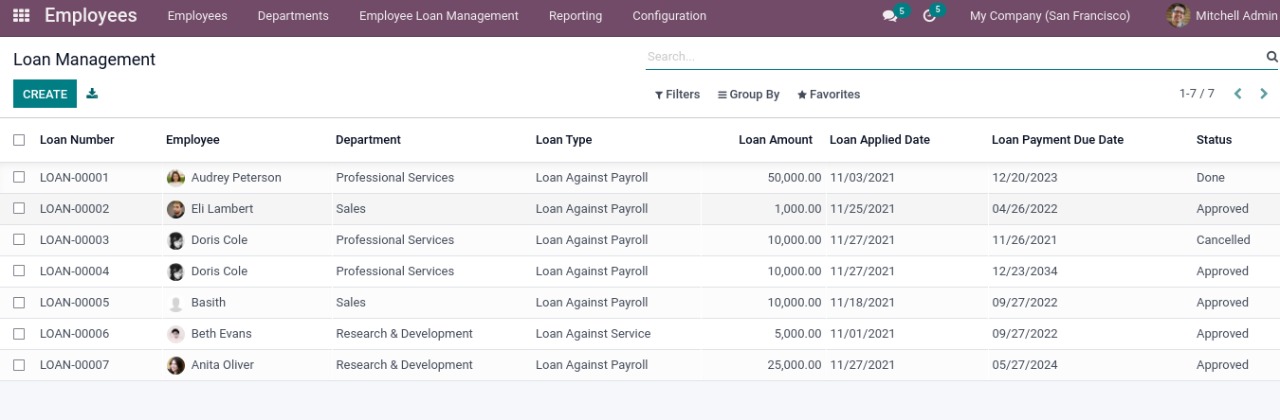 Employees Employees Departments Employee Loan Management Reporting Configuration 5 5 My Company (San Francisco) Mitchell Admin
Loan Management Search...
CREATE Filters Group By Favorites 1-7 / 7
Loan Number Employee Department Loan Type Loan Amount Loan Applied Date Loan Payment Due Date Status
LOAN-00001 Audrey Peterson Professional Services Loan Against Payroll 50,000.00 11/03/2021 12/20/2023 Done
LOAN-00002 Eli Lambert Sales Loan Against Payroll 1,000.00 11/25/2021 04/26/2022 Approved
LOAN-00003 Doris Cole Professional Services Loan Against Payroll 10,000.00 11/27/2021 11/26/2021 Cancelled
LOAN-00004 Doris Cole Professional Services Loan Against Payroll 10,000.00 11/27/2021 12/23/2034 Approved
LOAN-00005 Basith Sales Loan Against Payroll 10,000.00 11/18/2021 09/27/2022 Approved
LOAN-00006 Beth Evans Research & Development Loan Against Service 5,000.00 11/01/2021 09/27/2022 Approved
LOAN-00007 Anita Oliver Research & Development Loan Against Payroll 25,000.00 11/27/2021 05/27/2024 Approved